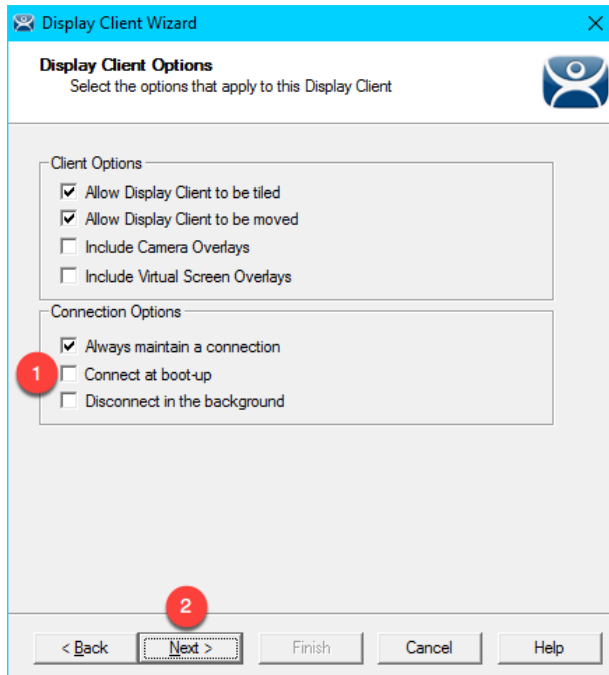 Display Client Wizard
Display Client Options
Select the options that apply to this Display Client
Client Options
Allow Display Client to be tiled
Allow Display Client to be moved
Include Camera Overlays
Include Virtual Screen Overlays
Connection Options
Always maintain a connection
1 Connect at boot-up
Disconnect in the background
2
< Back Next > Finish Cancel Help